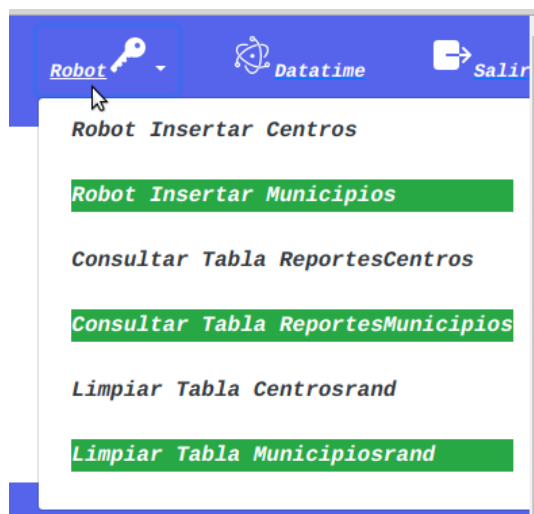 Robot Datatime Salir
Robot Insertar Centros
Robot Insertar Municipios
Consultar Tabla ReportesCentros
Consultar Tabla ReportesMunicipios
Limpiar Tabla Centrosrand
Limpiar Tabla Municipiosrand